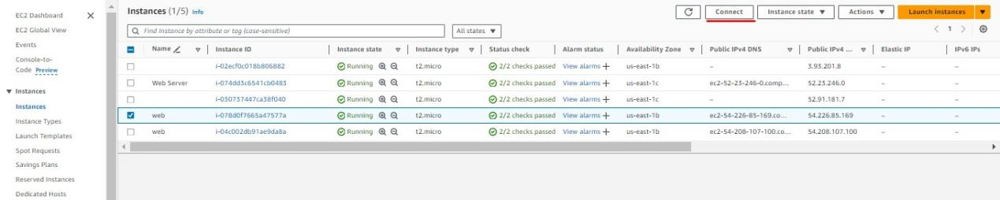 EC2 Dashboard
EC2 Global View
Events
Console-to-
Code Preview
Instances
Instances
Instance Types
Launch Templates
Spot Requests
Savings Plans
Reserved Instances
Dedicated Hosts
Instances (1/5) Info
Connect Instance state Actions Launch instances
Find Instance by attribute or tag (case-sensitive) All states 1
Name Instance ID Instance state Instance type Status check Alarm status Availability Zone Public IPv4 DNS Public IPv4 ... Elastic IP IPv6 IPs
i-02ecf0c018b806882 Running t2.micro 2/2 checks passed View alarms + us-east-1b – 3.93.201.8 – –
Web Server i-074dd3c6541cb0483 Running t2.micro 2/2 checks passed View alarms + us-east-1c ec2-52-23-246-0.comp... 52.23.246.0 – –
i-030737447ca38f040 Running t2.micro 2/2 checks passed View alarms + us-east-1c – 52.91.181.7 – –
web i-078d0f7665a47577a Running t2.micro 2/2 checks passed View alarms + us-east-1b ec2-54-226-85-169.co... 54.226.85.169 – –
web i-04c002db91ae9da8a Running t2.micro 2/2 checks passed View alarms + us-east-1b ec2-54-208-107-100.co... 54.208.107.100 – –